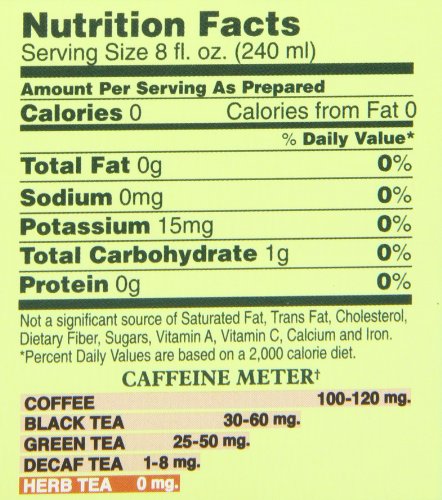 Nutrition Facts
Serving Size 8 fl. oz. (240 ml)
Amount Per Serving As Prepared
Calories 0 Calories from Fat 0
% Daily Value*
Total Fat 0g 0%
Sodium 0mg 0%
Potassium 15mg 0%
Total Carbohydrate 1g 0%
Protein 0g 0%
Not a significant source of Saturated Fat, Trans Fat, Cholesterol,
Dietary Fiber, Sugars, Vitamin A, Vitamin C, Calcium and Iron.
*Percent Daily Values are based on a 2,000 calorie diet.
CAFFEINE METER†
COFFEE 100-120 mg.
BLACK TEA 30-60 mg.
GREEN TEA 25-50 mg.
DECAF TEA 1-8 mg.
HERB TEA 0 mg.